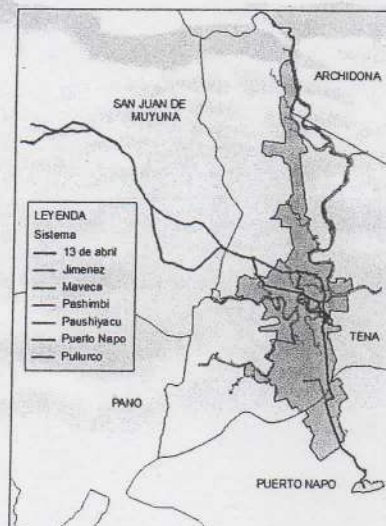 ARCHIDONA
SAN JUAN DE
MUYUNA
LEYENDA
Sistema
13 de abril
Jimenez
Maveca
Pashimbi
Paushiyacu
Puerto Napo
Pullurco
TENA
PANO
PUERTO NAPO